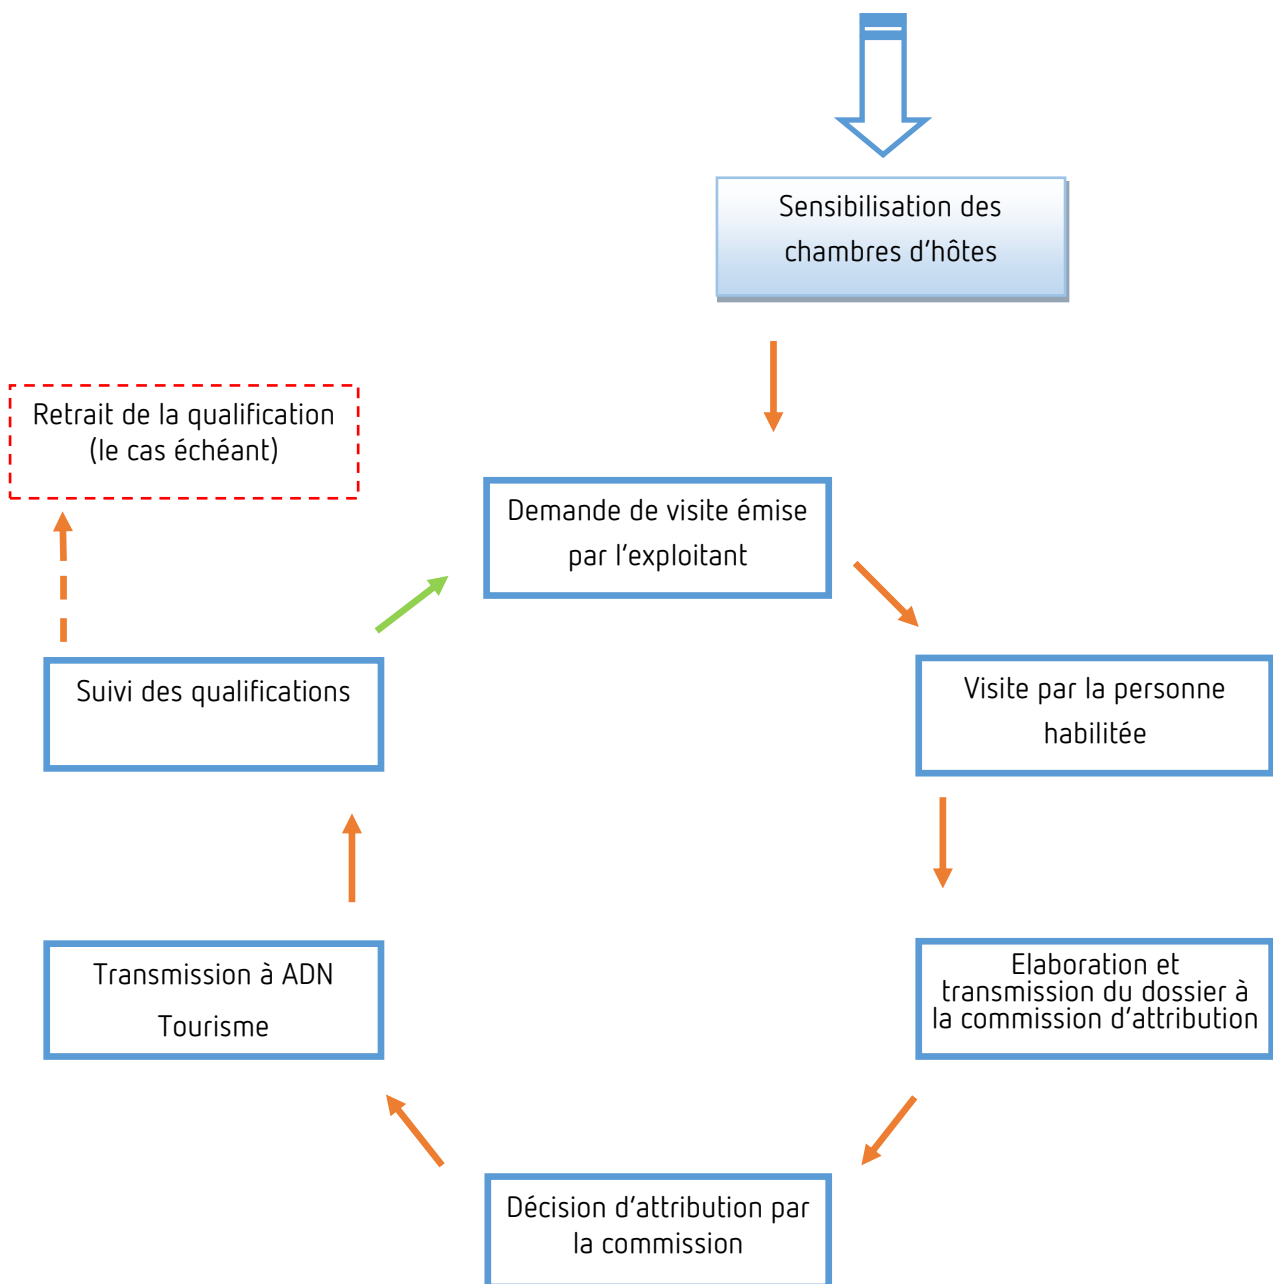 Sensibilisation des
chambres d'hôtes
Retrait de la qualification
(le cas échéant)
Demande de visite émise
par l'exploitant
Suivi des qualifications
Visite par la personne
habilitée
Transmission à ADN
Tourisme
Elaboration et
transmission du dossier à
la commission d'attribution
Décision d'attribution par
la commission